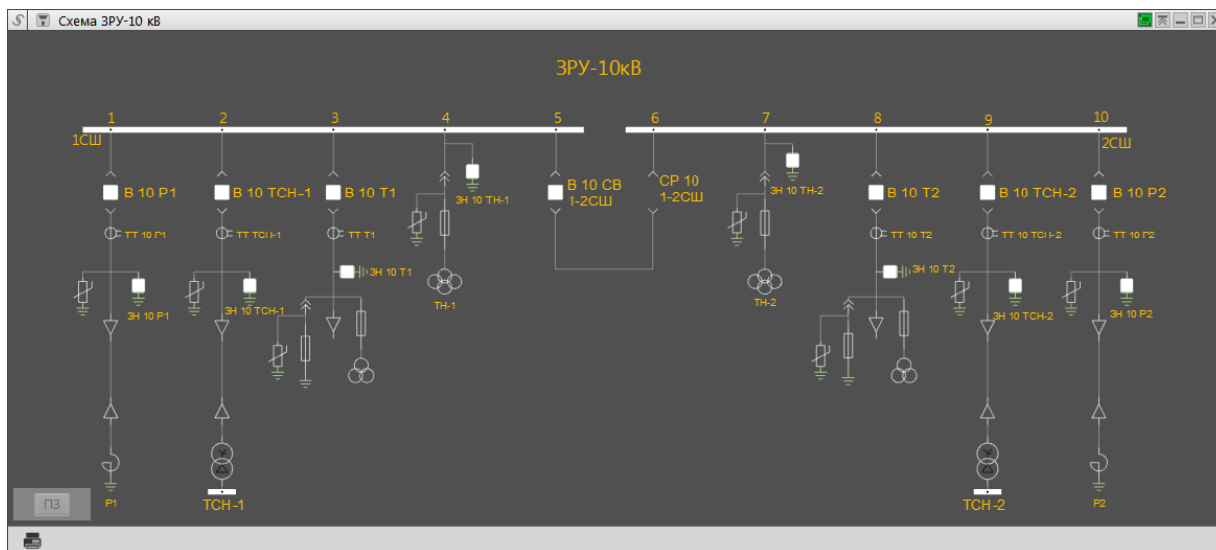 Схема ЗРУ-10 кВ
ЗРУ-10кВ
1 2 3 4 5 6 7 8 9 10
1СШ 2СШ
В 10 Р1
В 10 ТСН-1
В 10 Т1
ЗН 10 ТН-1
В 10 СВ
1-2СШ
СР 10
1-2СШ
ЗН 10 ТН-2
В 10 Т2
В 10 ТСН-2
В 10 Р2
ТТ 10 Р1
ТТ ТСН-1
ТТ Т1
ТТ 10 Т2
ТТ 10 ТСН-2
ТТ 10 Р2
ЗН 10 Т1
ЗН 10 Т2
ТН-1
ТН-2
ЗН 10 Р1
ЗН 10 ТСН-1
ЗН 10 ТСН-2
ЗН 10 Р2
ПЗ
Р1
ТСН-1
ТСН-2
Р2